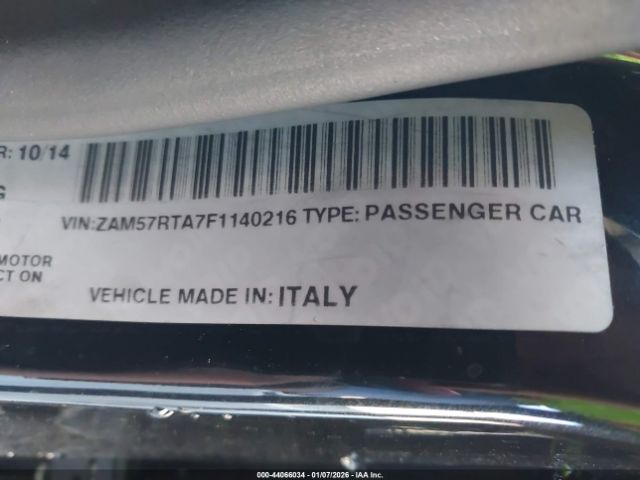 R: 10/14
G
VIN:ZAM57RTA7F1140216 TYPE: PASSENGER CAR
MOTOR
CT ON
VEHICLE MADE IN: ITALY
000-44066034 | 01/07/2026 | IAA Inc.